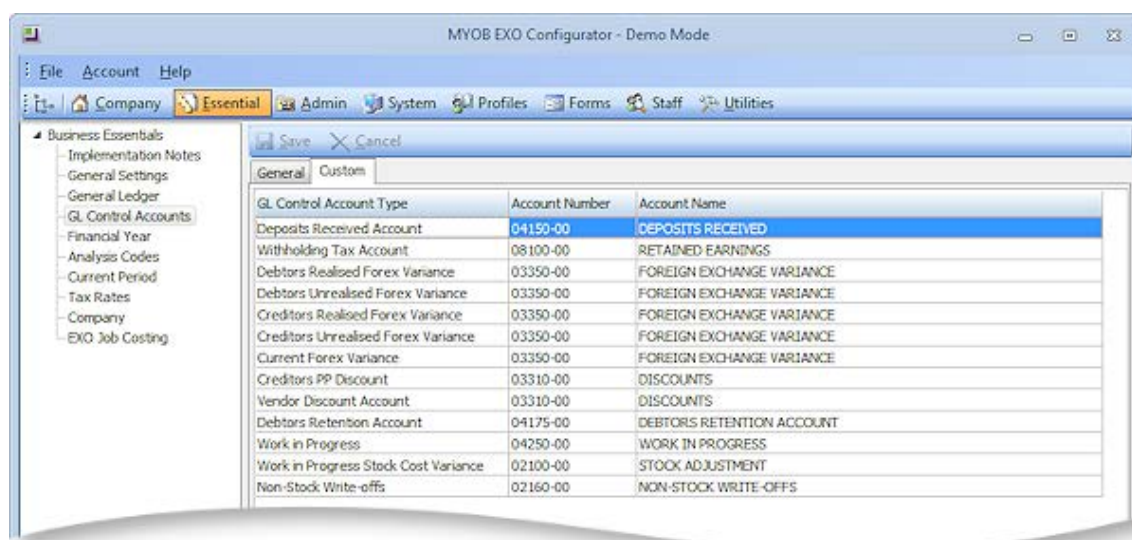 MYOB EXO Configurator - Demo Mode
File Account Help
Company Essential Admin System Profiles Forms Staff Utilities
Business Essentials
Implementation Notes
General Settings
General Ledger
GL Control Accounts
Financial Year
Analysis Codes
Current Period
Tax Rates
Company
EXO Job Costing
Save Cancel
General Custom
GL Control Account Type Account Number Account Name
Deposits Received Account 04150-00 DEPOSITS RECEIVED
Withholding Tax Account 08100-00 RETAINED EARNINGS
Debtors Realised Forex Variance 03350-00 FOREIGN EXCHANGE VARIANCE
Debtors Unrealised Forex Variance 03350-00 FOREIGN EXCHANGE VARIANCE
Creditors Realised Forex Variance 03350-00 FOREIGN EXCHANGE VARIANCE
Creditors Unrealised Forex Variance 03350-00 FOREIGN EXCHANGE VARIANCE
Current Forex Variance 03350-00 FOREIGN EXCHANGE VARIANCE
Creditors PP Discount 03310-00 DISCOUNTS
Vendor Discount Account 03310-00 DISCOUNTS
Debtors Retention Account 04175-00 DEBTORS RETENTION ACCOUNT
Work in Progress 04250-00 WORK IN PROGRESS
Work in Progress Stock Cost Variance 02100-00 STOCK ADJUSTMENT
Non-Stock Write-offs 02160-00 NON-STOCK WRITE-OFFS